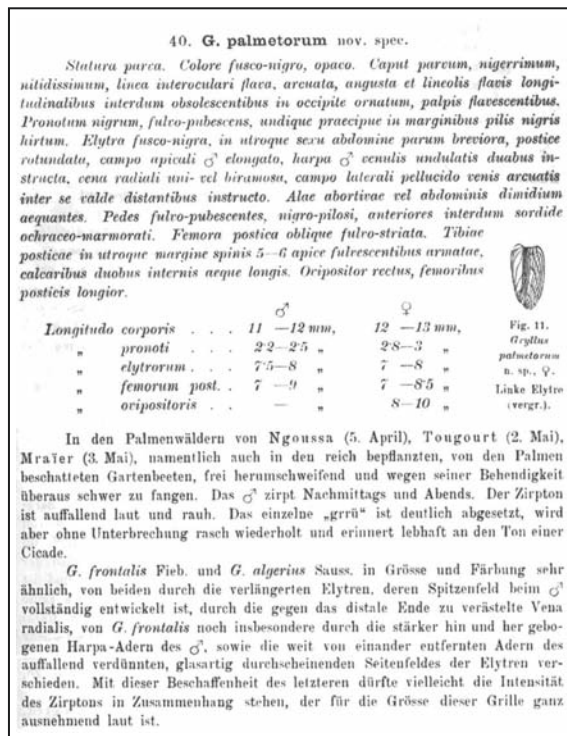 40. G. palmetorum nov. spec.
Statura parca. Colore fusco-nigro, opaco. Caput parvum, nigerrimum,
nitidissimum, linea interoculari flava, arcuata, angusta et lineolis flavis longi-
tudinalibus interdum obsolescentibus in occipite ornatum, palpis flavescentibus.
Pronotum nigrum, fulvo-pubescens, undique praecipue in marginibus pilis nigris
hirtum. Elytra fusco-nigra, in utroque sexu abdomine parum breviora, postice
rotundata, campo apicali ♂ elongato, harpa ♂ venulis undulatis duabus in-
structa, vena radiali uni- vel biramosa, campo laterali pellucido venis arcuatis
inter se valde distantibus instructo. Alae abortivae vel abdominis dimidium
aequantes. Pedes fulvo-pubescentes, nigro-pilosi, anteriores interdum sordide
ochraceo-marmorati. Femora postica oblique fulvo-striata. Tibiae
posticae in utroque margine spinis 5—6 apice fulvescentibus armatae,
calcaribus duobus internis aeque longis. Ovipositor rectus, femoribus
posticis longior.
♂ ♀
Longitudo corporis . . . 11 —12 mm, 12 —13 mm,
„ pronoti . . . 2·2—2·5 „ 2·8—3 „
„ elytrorum . . . 7·5—8 „ 7 —8 „
„ femorum post. . 7 —9 „ 7 —8·5 „
„ ovipositoris . . — „ 8—10 „
Fig. 11.
Gryllus
palmetorum
n. sp., ♀.
Linke Elytre
(vergr.).
In den Palmenwäldern von Ngoussa (5. April), Tougourt (2. Mai),
Mraïer (3. Mai), namentlich auch in den reich bepflanzten, von den Palmen
beschatteten Gartenbeeten, frei herumschweifend und wegen seiner Behendigkeit
überaus schwer zu fangen. Das ♂ zirpt Nachmittags und Abends. Der Zirpton
ist auffallend laut und rauh. Das einzelne „grrü“ ist deutlich abgesetzt, wird
aber ohne Unterbrechung rasch wiederholt und erinnert lebhaft an den Ton einer
Cicade.
G. frontalis Fieb. und G. algerius Sauss. in Grösse und Färbung sehr
ähnlich, von beiden durch die verlängerten Elytren, deren Spitzenfeld beim ♂
vollständig entwickelt ist, durch die gegen das distale Ende zu verästelte Vena
radialis, von G. frontalis noch insbesondere durch die stärker hin und her gebo-
genen Harpa-Adern des ♂, sowie die weit von einander entfernten Adern des
auffallend verdünnten, glasartig durchscheinenden Seitenfeldes der Elytren ver-
schieden. Mit dieser Beschaffenheit des letzteren dürfte vielleicht die Intensität
des Zirptons in Zusammenhang stehen, der für die Grösse dieser Grille ganz
ausnehmend laut ist.